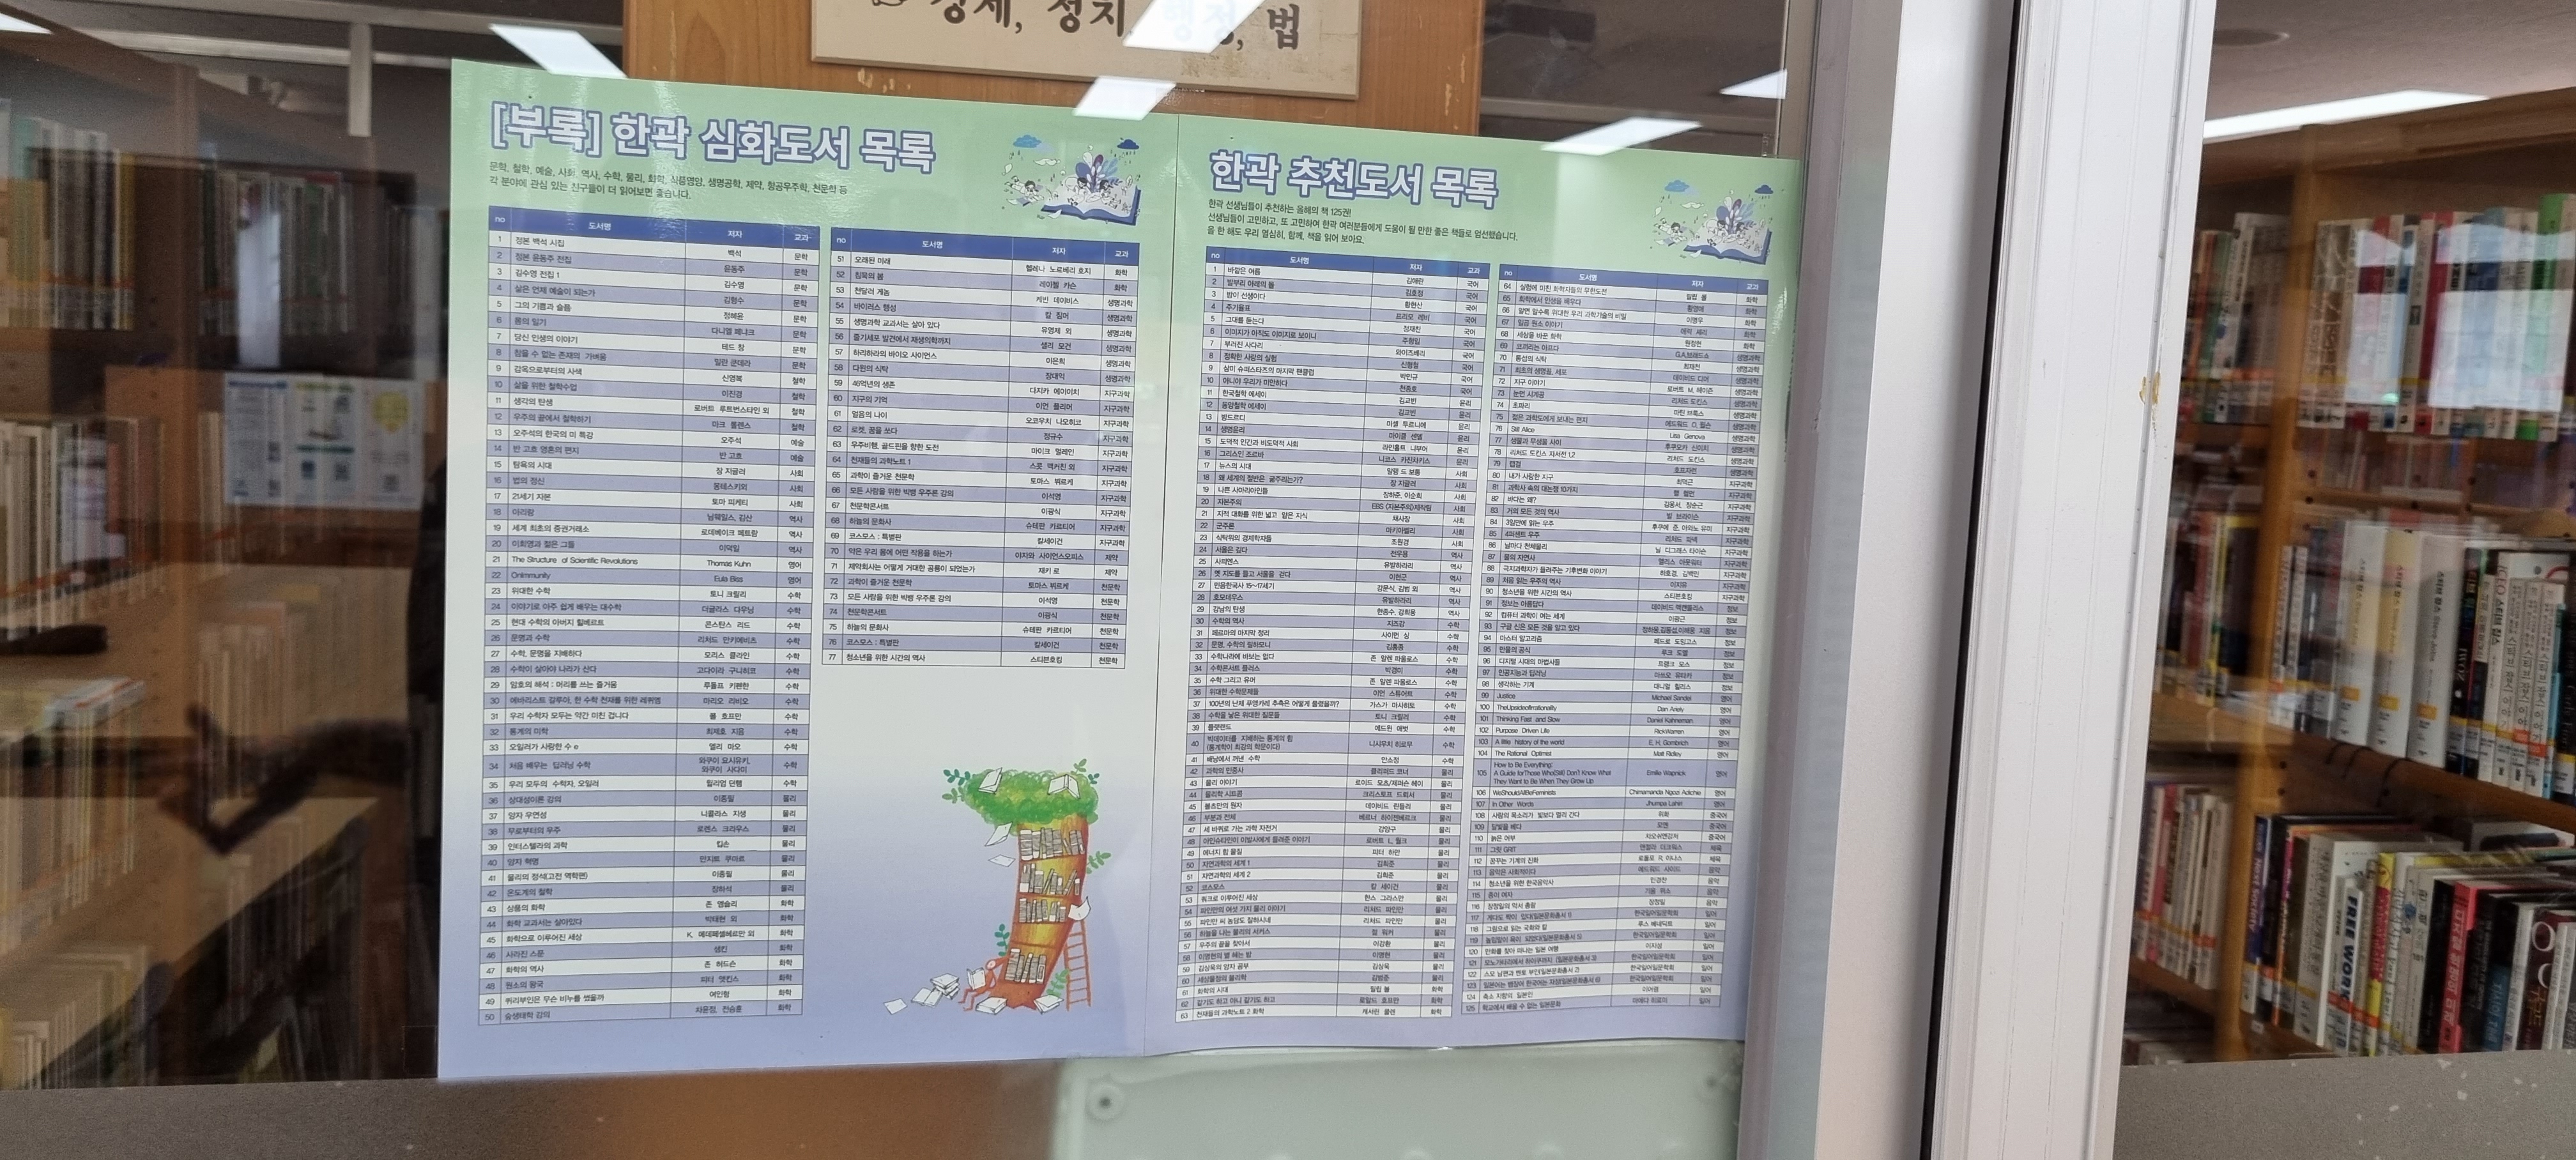 경제, 정치, 행정, 법
[부록] 한곽 심화도서 목록
문학, 철학, 예술, 사회, 역사, 수학, 물리, 화학, 식품영양, 생명공학, 제약, 항공우주학, 천문학 등
각 분야에 관심 있는 친구들이 더 읽어보면 좋습니다.
no 도서명 저자 교과
1 정본 백석 시집 백석 문학
2 정본 윤동주 전집 윤동주 문학
3 김수영 전집 1 김수영 문학
4 삶은 언제 예술이 되는가 김형수 문학
5 그의 기쁨과 슬픔 정혜윤 문학
6 몸의 일기 다니엘 페나크 문학
7 당신 인생의 이야기 테드 창 문학
8 참을 수 없는 존재의 가벼움 밀란 쿤데라 문학
9 감옥으로부터의 사색 신영복 철학
10 삶을 위한 철학수업 이진경 철학
11 생각의 탄생 로버트 루트번스타인 외 철학
12 우주의 끝에서 철학하기 마크 롤렌스 철학
13 오주석의 한국의 미 특강 오주석 예술
14 반 고흐 영혼의 편지 반 고흐 예술
15 탐욕의 시대 장 지글러 사회
16 법의 정신 몽테스키외 사회
17 21세기 자본 토마 피케티 사회
18 아리랑 님웨일스, 김산 역사
19 세계 최초의 증권거래소 로데베이크 페트람 역사
20 이회영과 젊은 그들 이덕일 역사
21 The Structure of Scientific Revolutions Thomas Kuhn 영어
22 Onimmunity Eula Biss 영어
23 위대한 수학 토니 크릴리 수학
24 이야기로 아주 쉽게 배우는 대수학 더글라스 다우닝 수학
25 현대 수학의 아버지 힐베르트 콘스탄스 리드 수학
26 문명과 수학 리처드 만키에비츠 수학
27 수학, 문명을 지배하다 모리스 클라인 수학
28 수학이 살아야 나라가 산다 고다이라 구니히코 수학
29 암호의 해석 : 머리를 쓰는 즐거움 루돌프 키펜한 수학
30 에바리스트 갈루아, 한 수학 천재를 위한 레퀴엠 마리오 리비오 수학
31 우리 수학자 모두는 약간 미친 겁니다 폴 호프만 수학
32 통계의 미학 최제호 지음 수학
33 오일러가 사랑한 수 e 엘리 마오 수학
34 처음 배우는 딥러닝 수학 와쿠이 요시유키, 와쿠이 사다미 수학
35 우리 모두의 수학자, 오일러 윌리엄 던햄 수학
36 상대성이론 강의 이종필 물리
37 양자 우연성 니콜라스 지생 물리
38 무로부터의 우주 로렌스 크라우스 물리
39 인터스텔라의 과학 킵손 물리
40 양자 혁명 만지트 쿠마르 물리
41 물리의 정석(고전 역학편) 이종필 물리
42 온도계의 철학 장하석 물리
43 상품의 화학 존 엠슬리 화학
44 화학 교과서는 살아있다 박태현 외 화학
45 화학으로 이루어진 세상 K. 메데페셀헤르만 외 화학
46 사라진 스푼 샘킨 화학
47 화학의 역사 존 허드슨 화학
48 원소의 왕국 피터 앳킨스 화학
49 퀴리부인은 무슨 비누를 썼을까 여인형 화학
50 숲생태학 강의 차윤정, 전승훈 화학
no 도서명 저자 교과
51 오래된 미래 헬레나 노르베리 호지 화학
52 침묵의 봄 레이첼 카슨 화학
53 천달러 게놈 케빈 데이비스 생명과학
54 바이러스 행성 칼 짐머 생명과학
55 생명과학 교과서는 살아 있다 유영제 외 생명과학
56 줄기세포 발견에서 재생의학까지 샐리 모건 생명과학
57 하리하라의 바이오 사이언스 이은희 생명과학
58 다윈의 식탁 장대익 생명과학
59 46억년의 생존 다지카 에이이치 지구과학
60 지구의 기억 이언 플리머 지구과학
61 얼음의 나이 오코우치 나오히코 지구과학
62 로켓, 꿈을 쏘다 정규수 지구과학
63 우주비행, 골드핀을 향한 도전 마이크 멀레인 지구과학
64 천재들의 과학노트 1 스콧 맥커친 외 지구과학
65 과학이 즐거운 천문학 토마스 뷔르케 지구과학
66 모든 사람을 위한 빅뱅 우주론 강의 이석영 지구과학
67 천문학콘서트 이광식 지구과학
68 하늘의 문화사 슈테판 카르티어 지구과학
69 코스모스 : 특별판 칼세이건 지구과학
70 약은 우리 몸에 어떤 작용을 하는가 야자와 사이언스오피스 제약
71 제약회사는 어떻게 거대한 공룡이 되었는가 재키 로 제약
72 과학이 즐거운 천문학 토마스 뷔르케 천문학
73 모든 사람을 위한 빅뱅 우주론 강의 이석영 천문학
74 천문학콘서트 이광식 천문학
75 하늘의 문화사 슈테판 카르티어 천문학
76 코스모스 : 특별판 칼세이건 천문학
77 청소년을 위한 시간의 역사 스티븐호킹 천문학
한곽 추천도서 목록
한곽 선생님들이 추천하는 올해의 책 125권!
선생님들이 고민하고, 또 고민하여 한곽 여러분들에게 도움이 될 만한 좋은 책들로 엄선했습니다.
올 한 해도 우리 열심히, 함께, 책을 읽어 보아요.
no 도서명 저자 교과
1 바깥은 여름 김애란 국어
2 발부리 아래의 돌 김호정 국어
3 밤이 선생이다 황현산 국어
4 주기율표 프리모 레비 국어
5 그대를 듣는다 정재찬 국어
6 이미지가 아직도 이미지로 보이니 주형일 국어
7 부러진 사다리 와이즈베리 국어
8 정확한 사랑의 실험 신형철 국어
9 삼미 슈퍼스타즈의 마지막 팬클럽 박민규 국어
10 아니야 우리가 미안하다 천종호 국어
11 한국철학 에세이 김교빈 윤리
12 동양철학 에세이 김교빈 윤리
13 방드르디 미셸 투르니에 윤리
14 생명윤리 마이클 샌델 윤리
15 도덕적 인간과 비도덕적 사회 라인홀트 니부어 윤리
16 그리스인 조르바 니코스 카잔차키스 윤리
17 뉴스의 시대 알랭 드 보통 사회
18 왜 세계의 절반은 굶주리는가? 장 지글러 사회
19 나쁜 사마리아인들 장하준, 이순희 사회
20 자본주의 EBS (자본주의)제작팀 사회
21 지적 대화를 위한 넓고 얕은 지식 채사장 사회
22 군주론 마키아벨리 사회
23 식탁위의 경제학자들 조원경 사회
24 서울은 깊다 전우용 역사
25 사피엔스 유발하라리 역사
26 옛 지도를 들고 서울을 걷다 이현군 역사
27 민음한국사 15~17세기 강문식, 김범 외 역사
28 호모데우스 유발하라리 역사
29 강남의 탄생 한종수, 강희용 역사
30 수학의 역사 지즈강 수학
31 페르마의 마지막 정리 사이먼 싱 수학
32 문명, 수학의 필하모니 김홍종 수학
33 수학나라에 바보는 없다 존 알렌 파울로스 수학
34 수학콘서트 플러스 박경미 수학
35 수학 그리고 유머 존 알렌 파울로스 수학
36 위대한 수학문제들 이언 스튜어트 수학
37 100년의 난제 푸앵카레 추측은 어떻게 풀렸을까? 가스가 마사히토 수학
38 수학을 낳은 위대한 질문들 토니 크릴리 수학
39 플랫랜드 에드윈 애벗 수학
40 빅데이터를 지배하는 통계의 힘 (통계학이 최강의 학문이다) 니시우치 히로무 수학
41 배낭에서 꺼낸 수학 안소정 수학
42 과학의 민중사 클리퍼드 코너 물리
43 물리 이야기 로이드 모츠/제퍼슨 헤이 물리
44 물리학 시트콤 크리스토프 드뢰서 물리
45 볼츠만의 원자 데이비드 린들리 물리
46 부분과 전체 베르너 하이젠베르크 물리
47 세 바퀴로 가는 과학 자전거 강양구 물리
48 아인슈타인이 이발사에게 들려준 이야기 로버트 L. 월크 물리
49 에너지 힘 물질 피터 하만 물리
50 자연과학의 세계 1 김희준 물리
51 자연과학의 세계 2 김희준 물리
52 코스모스 칼 세이건 물리
53 쿼크로 이루어진 세상 한스 그라스만 물리
54 파인만의 여섯 가지 물리 이야기 리처드 파인만 물리
55 파인만 씨 농담도 잘하시네 리처드 파인만 물리
56 하늘을 나는 물리의 서커스 절 워커 물리
57 우주의 끝을 찾아서 이강환 물리
58 이명현의 별 헤는 밤 이명현 물리
59 김상욱의 양자 공부 김상욱 물리
60 세상물정의 물리학 김범준 물리
61 화학의 시대 필립 볼 화학
62 같기도 하고 아니 같기도 하고 로얼드 호프만 화학
63 천재들의 과학노트 2 화학 캐서린 쿨렌 화학
no 도서명 저자 교과
64 실험에 미친 화학자들의 무한도전 필립 볼 화학
65 화학에서 인생을 배우다 황영애 화학
66 알면 알수록 위대한 우리 과학기술의 비밀 이명우 화학
67 일곱 원소 이야기 에릭 셰리 화학
68 세상을 바꾼 화학 원정현 화학
69 코끼리는 아프다 G.A.브래드쇼 생명과학
70 통섭의 식탁 최재천 생명과학
71 최초의 생명꼴, 세포 데이비드 디머 생명과학
72 지구 이야기 로버트 M. 헤이즌 생명과학
73 눈먼 시계공 리처드 도킨스 생명과학
74 초파리 마틴 브룩스 생명과학
75 젊은 과학도에게 보내는 편지 에드워드 O. 윌슨 생명과학
76 Still Alice Lisa Genova 생명과학
77 생물과 무생물 사이 후쿠오카 신이치 생명과학
78 리처드 도킨스 자서전 1,2 리처드 도킨스 생명과학
79 랩걸 호프자런 생명과학
80 내가 사랑한 지구 최덕근 지구과학
81 과학사 속의 대논쟁 10가지 핼 헬먼 지구과학
82 바다는 왜? 김웅서, 장순근 지구과학
83 거의 모든 것의 역사 빌 브라이슨 지구과학
84 3일만에 읽는 우주 후쿠에 준, 아와노 유미 지구과학
85 4퍼센트 우주 리처드 파넥 지구과학
86 날마다 천체물리 닐 디그래스 타이슨 지구과학
87 물의 자연사 앨리스 아웃워터 지구과학
88 극지과학자가 들려주는 기후변화 이야기 하호경, 김백민 지구과학
89 처음 읽는 우주의 역사 이지유 지구과학
90 청소년을 위한 시간의 역사 스티븐호킹 지구과학
91 정보는 아름답다 데이비드 맥캔들리스 정보
92 컴퓨터 과학이 여는 세계 이광근 정보
93 구글 신은 모든 것을 알고 있다 정하웅,김동섭,이해웅 지음 정보
94 마스터 알고리즘 페드로 도밍고스 정보
95 만물의 공식 루크 도멜 정보
96 디지털 시대의 마법사들 프랭크 모스 정보
97 인공지능과 딥러닝 마쓰오 유타카 정보
98 생각하는 기계 대니얼 힐리스 정보
99 Justice Michael Sandel 영어
100 TheUpsideofIrrationality Dan Ariely 영어
101 Thinking Fast and Slow Daniel Kahneman 영어
102 Purpose Driven Life RickWarren 영어
103 A little history of the world E. H. Gombrich 영어
104 The Rational Optimist Matt Ridley 영어
105 How to Be Everything: A Guide forThose Who(Still) Don't Know What They Want to Be When They Grow Up Emilie Wapnick 영어
106 WeShouldAllBeFeminists Chimamanda Ngozi Adichie 영어
107 In Other Words Jhumpa Lahiri 영어
108 사람의 목소리가 빛보다 멀리 간다 위화 중국어
109 달빛을 베다 모옌 중국어
110 늙은 어부 중국어
111 그릿 GRIT 앤절라 더크워스 체육
112 꿈꾸는 기계의 진화 로돌포 R. 이나스 체육
113 음악은 사회적이다 에드워드 사이드 음악
114 청소년을 위한 한국음악사 민경찬 음악
115 종이 여자 기욤 뮈소 음악
116 장정일의 악서 총람 장정일 음악
117 게다도 짝이 있다(일본문화총서 1) 한국일어일문학회 일어
118 그림으로 읽는 국화와 칼 루스 베네딕트 일어
119 높임말이 욕이 되었다(일본문화총서 5) 한국일어일문학회 일어
120 만화를 찾아 떠나는 일본 여행 이지성 일어
121 모노가타리에서 하이쿠까지 (일본문화총서 3) 한국일어일문학회 일어
122 스모 남편과 벤토 부인(일본문화총서 2) 한국일어일문학회 일어
123 일본어는 뱀장어 한국어는 자장(일본문화총서 6) 한국일어일문학회 일어
124 축소 지향의 일본인 이어령 일어
125 학교에서 배울 수 없는 일본문화 일어
FREE WORK